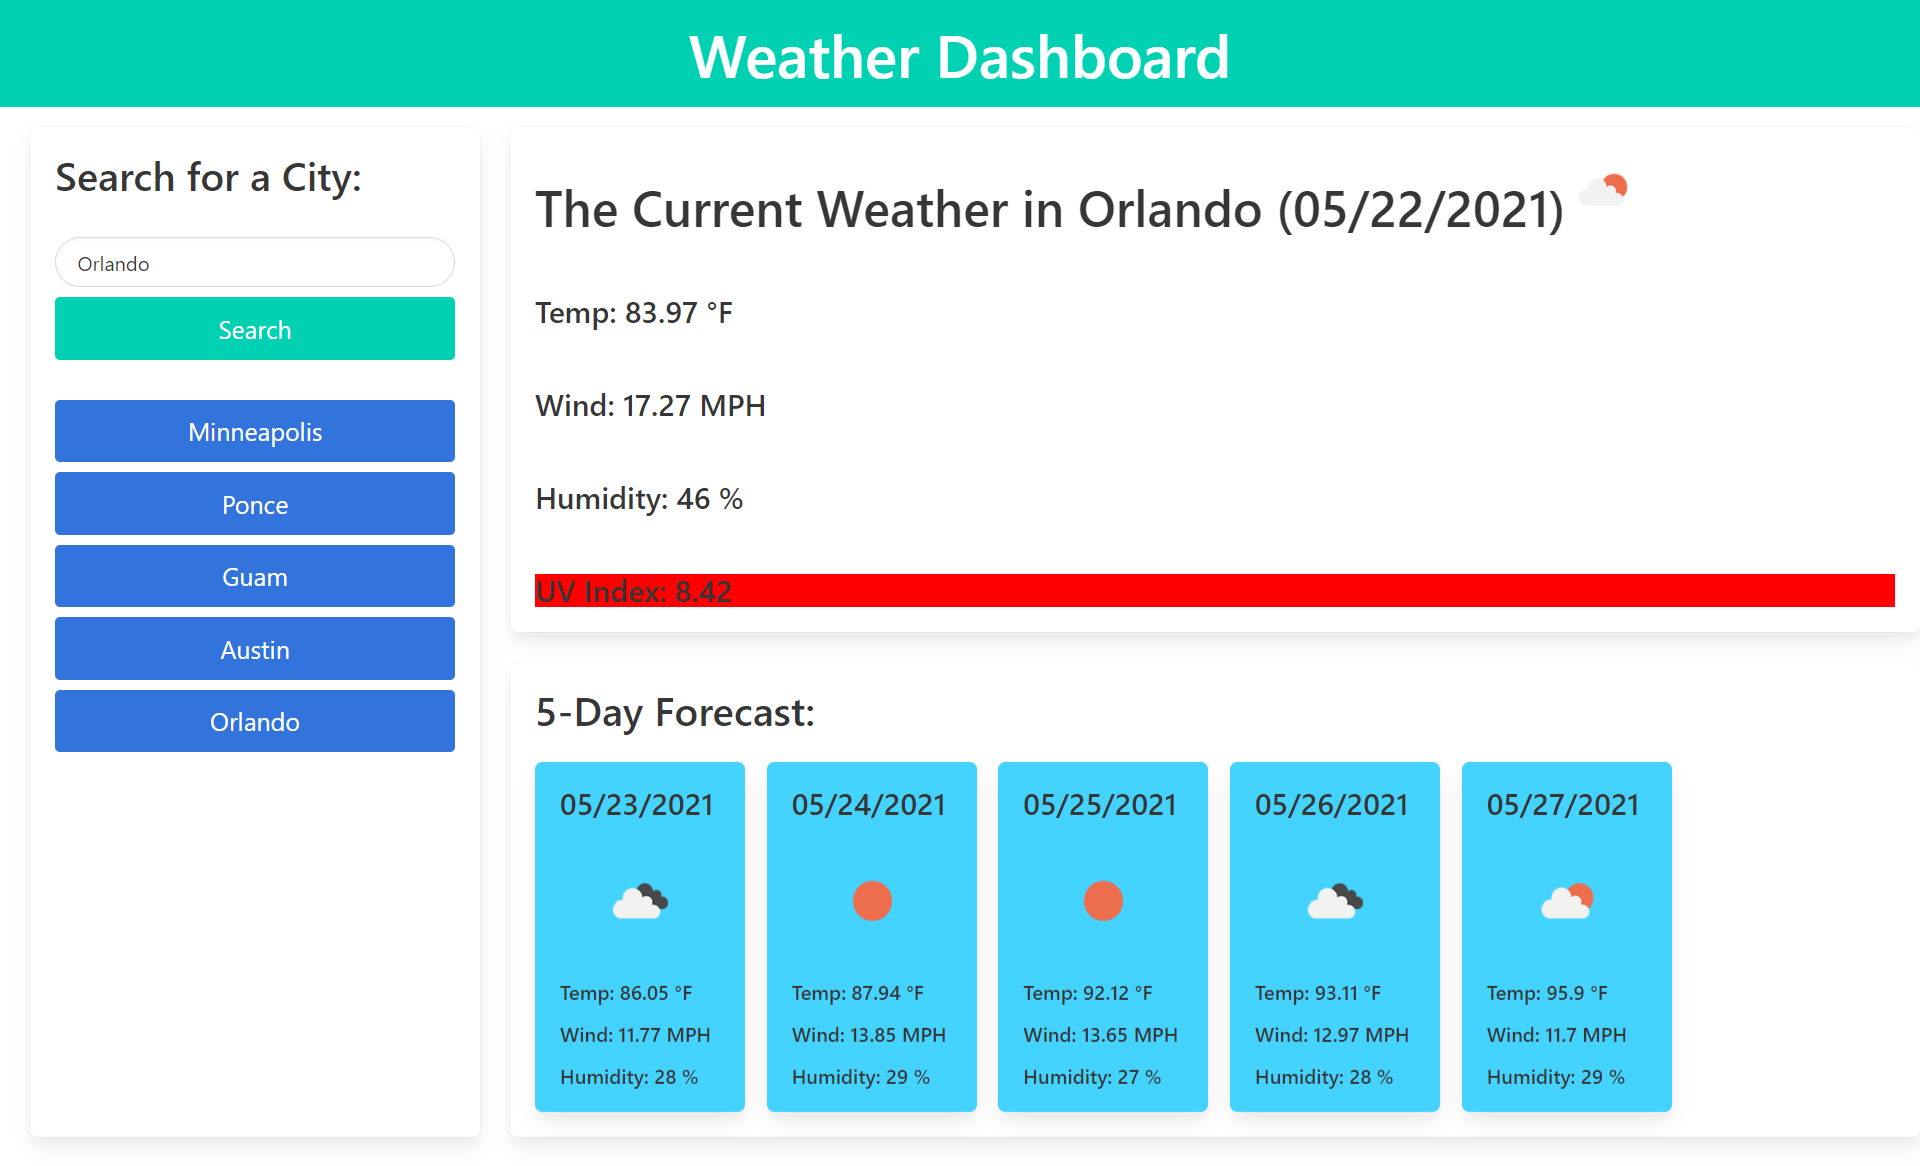 Weather Dashboard
Search for a City:
Orlando
Search
Minneapolis
Ponce
Guam
Austin
Orlando
The Current Weather in Orlando (05/22/2021)
Temp: 83.97 °F
Wind: 17.27 MPH
Humidity: 46 %
UV Index: 8.42
5-Day Forecast:
05/23/2021
Temp: 86.05 °F
Wind: 11.77 MPH
Humidity: 28 %
05/24/2021
Temp: 87.94 °F
Wind: 13.85 MPH
Humidity: 29 %
05/25/2021
Temp: 92.12 °F
Wind: 13.65 MPH
Humidity: 27 %
05/26/2021
Temp: 93.11 °F
Wind: 12.97 MPH
Humidity: 28 %
05/27/2021
Temp: 95.9 °F
Wind: 11.7 MPH
Humidity: 29 %